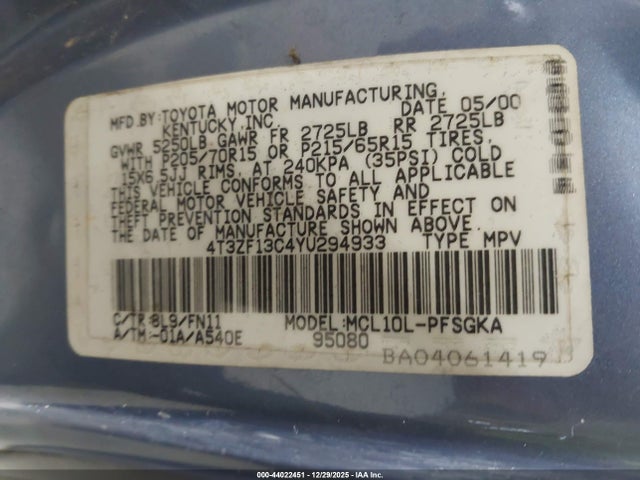 MFD.BY:TOYOTA MOTOR MANUFACTURING,
KENTUCKY,INC. DATE 05/00
GVWR 5250LB GAWR FR 2725LB RR 2725LB
WITH P205/70R15 OR P215/65R15 TIRES,
15X6.5JJ RIMS, AT 240KPA (35PSI) COLD
THIS VEHICLE CONFORMS TO ALL APPLICABLE
FEDERAL MOTOR VEHICLE SAFETY AND
THEFT PREVENTION STANDARDS IN EFFECT ON
THE DATE OF MANUFACTURE SHOWN ABOVE.
4T3ZF13C4YU294933 TYPE MPV
C/TR:8L9/FN11 MODEL:MCL10L-PFSGKA
A/TM:-01A/A540E 95080
BA04061419
000-44022451 | 12/29/2025 | IAA Inc.